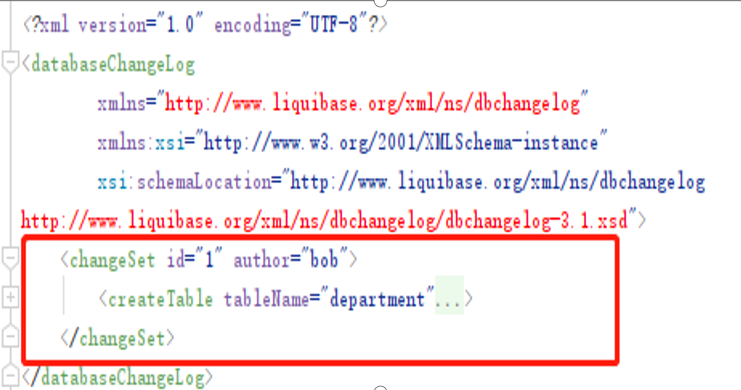 <?xml version="1.0" encoding="UTF-8"?>
<databaseChangeLog
xmlns="http://www.liquibase.org/xml/ns/dbchangelog"
xmlns:xsi="http://www.w3.org/2001/XMLSchema-instance"
xsi:schemaLocation="http://www.liquibase.org/xml/ns/dbchangelog
http://www.liquibase.org/xml/ns/dbchangelog/dbchangelog-3.1.xsd">
<changeSet id="1" author="bob">
<createTable tableName="department"...>
</changeSet>
</databaseChangeLog>